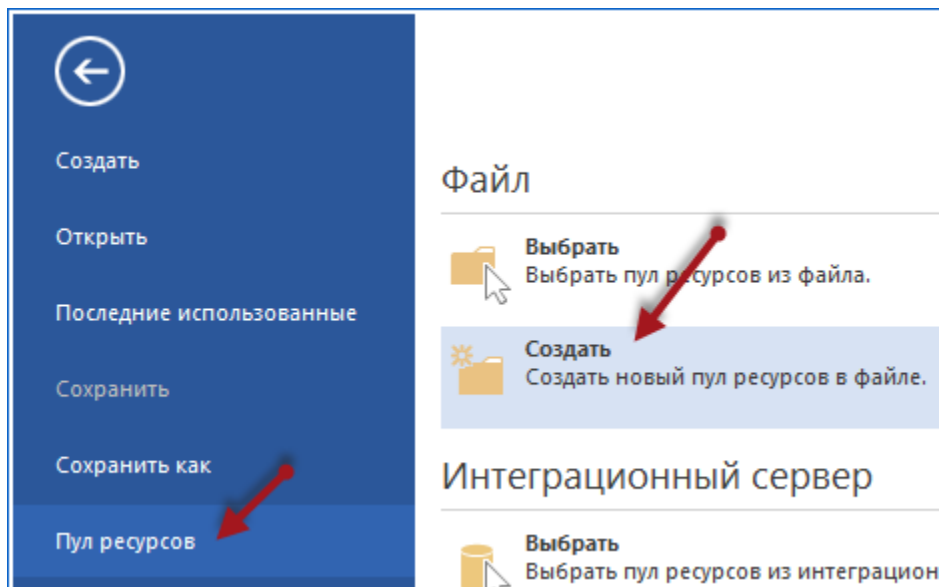 Создать
Открыть
Последние использованные
Сохранить
Сохранить как
Пул ресурсов
Файл
Выбрать
Выбрать пул ресурсов из файла.
Создать
Создать новый пул ресурсов в файле.
Интеграционный сервер
Выбрать
Выбрать пул ресурсов из интеграцион